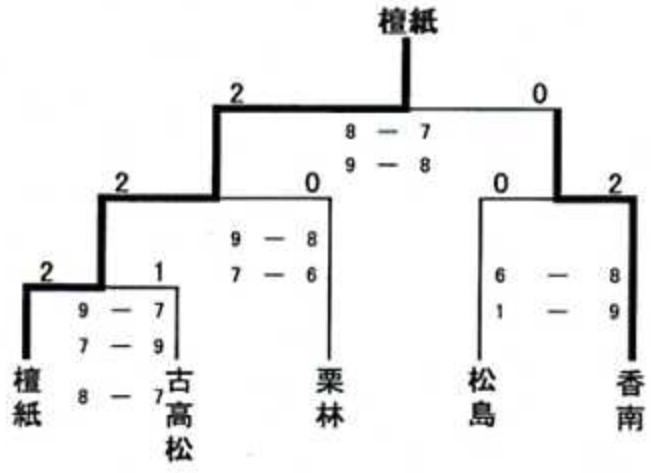 檀紙
2 0
8 — 7
9 — 8
2 0 0 2
9 — 8
7 — 6
6 — 8
1 — 9
2 1
9 — 7
7 — 9
8 — 7
檀紙
古高松
栗林
松島
香南